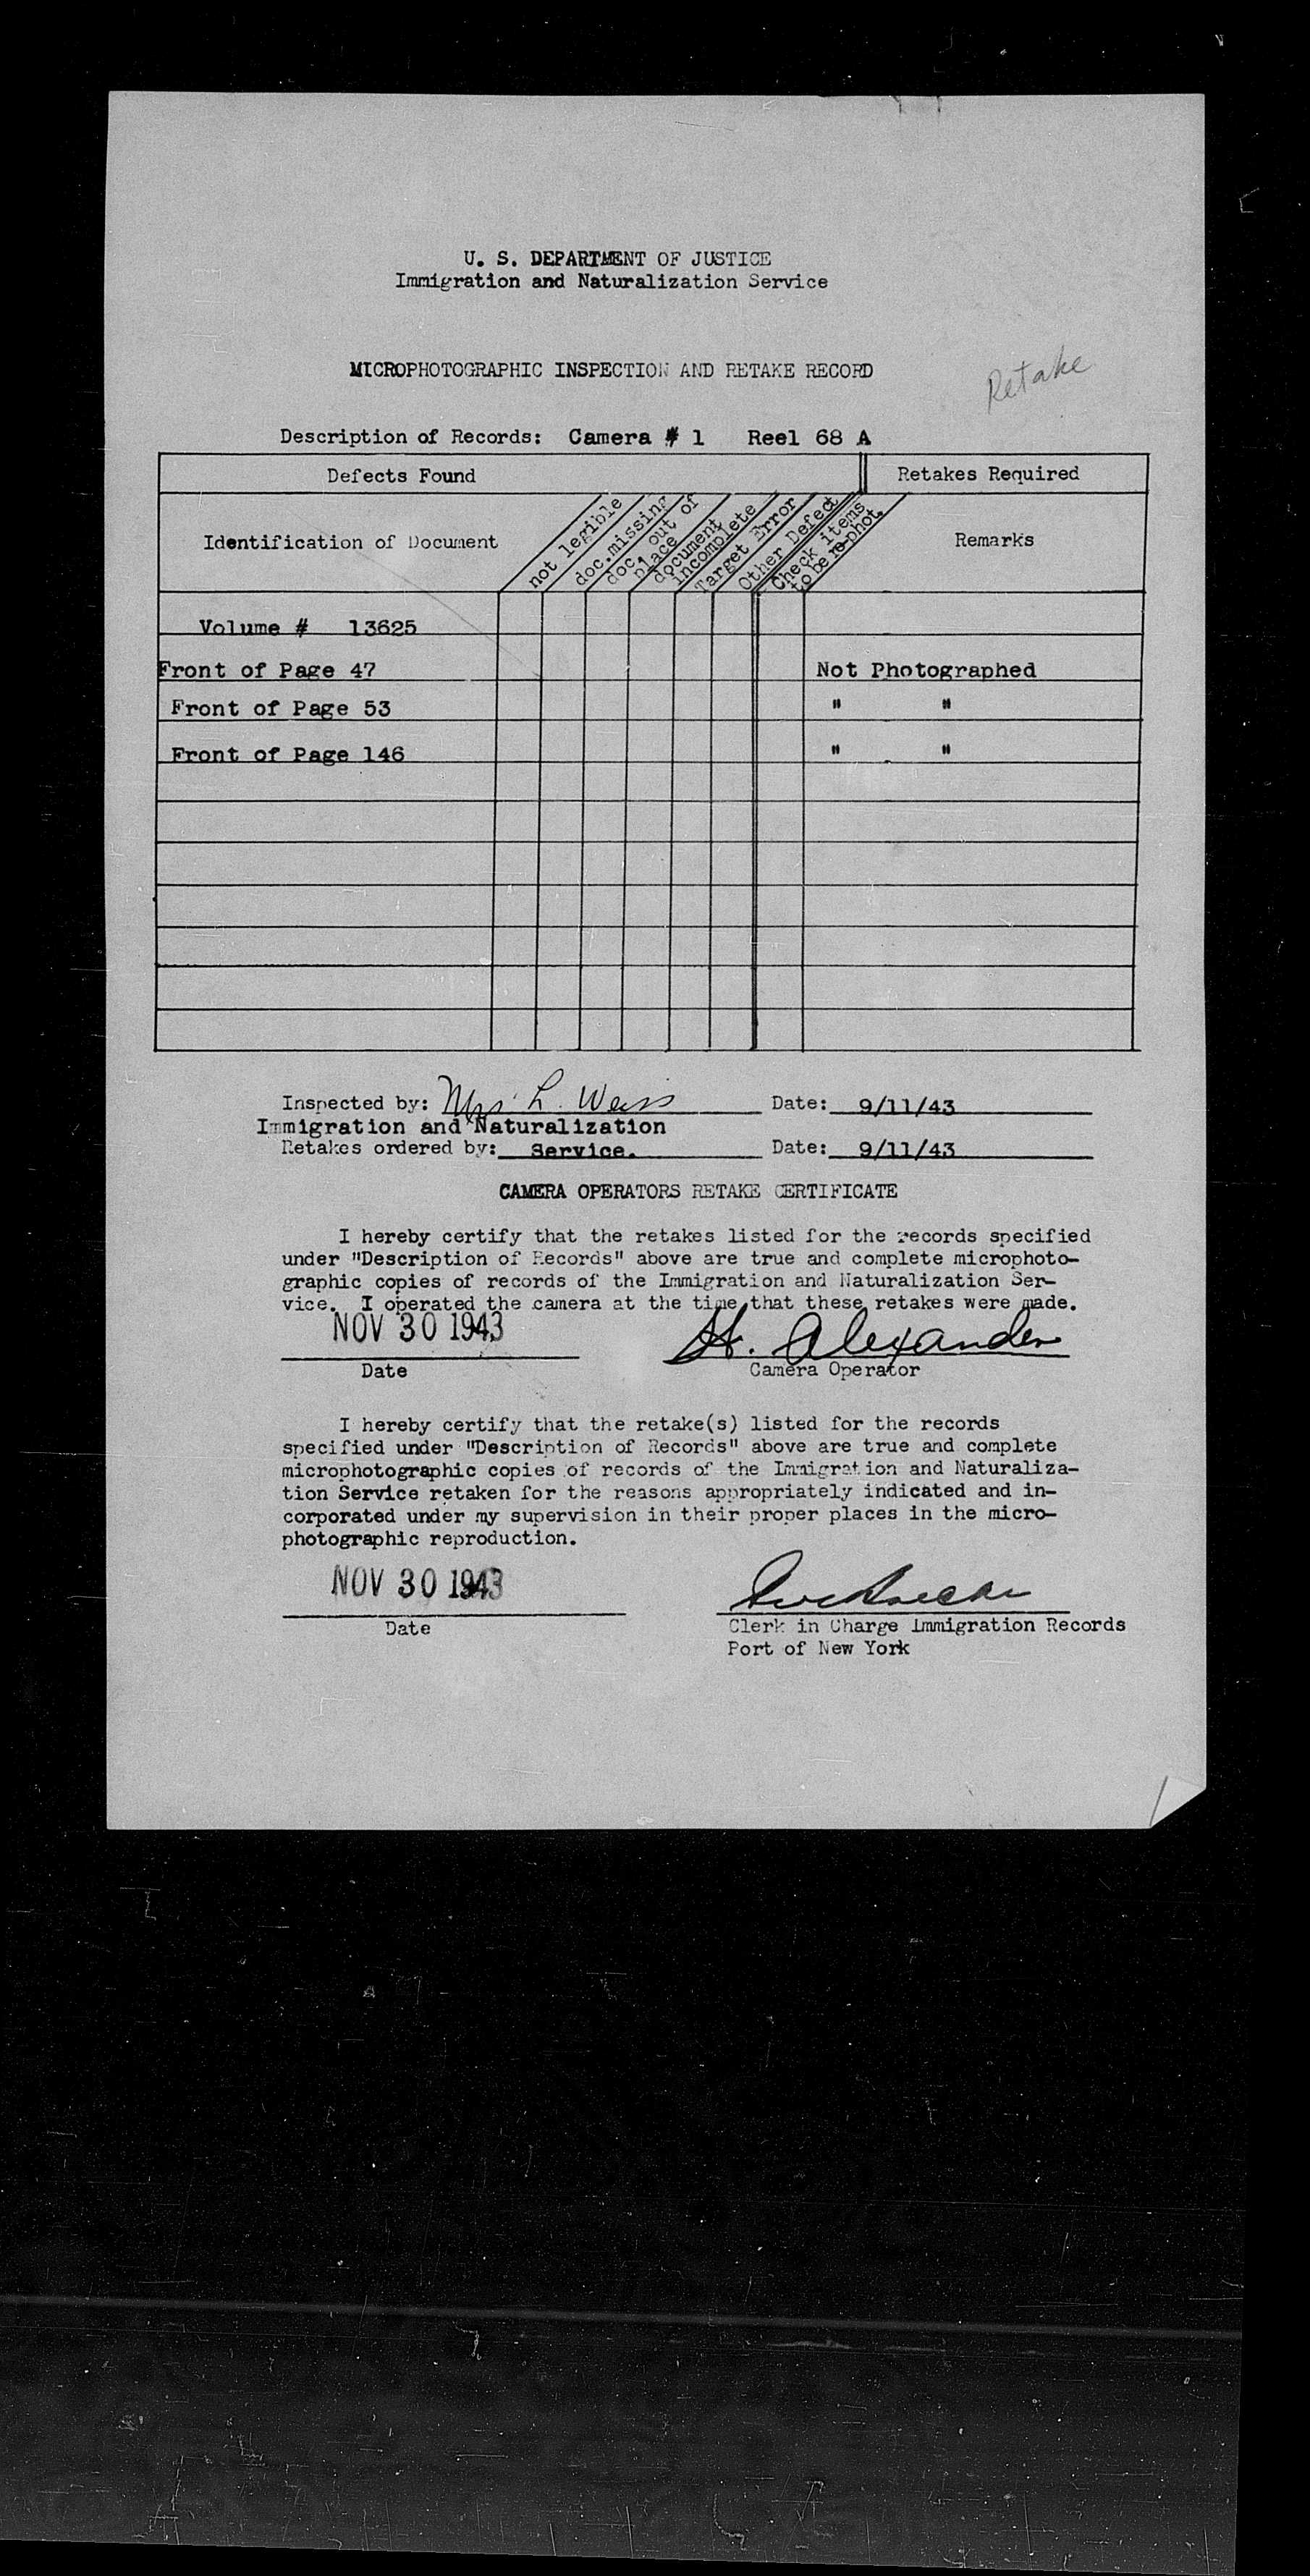 U. S. DEPARTMENT OF JUSTICE
Immigration and Naturalization Service
MICROPHOTOGRAPHIC INSPECTION AND RETAKE RECORD
Retake
Description of Records: Camera # 1 Reel 68 A
Defects Found Retakes Required
Identification of Document
not legible
doc. missing
doc. out of
place
document
incomplete
Target Error
Other Defect
Check items
to be re-phot.
Remarks
Volume # 13625
Front of Page 47 Not Photographed
Front of Page 53 " "
Front of Page 146 " "
Inspected by: Mrs L. Weiss Date: 9/11/43
Immigration and Naturalization
Retakes ordered by: Service. Date: 9/11/43
CAMERA OPERATORS RETAKE CERTIFICATE
I hereby certify that the retakes listed for the records specified
under "Description of Records" above are true and complete microphoto-
graphic copies of records of the Immigration and Naturalization Ser-
vice. I operated the camera at the time that these retakes were made.
NOV 30 1943 H. Alexander
Date Camera Operator
I hereby certify that the retake(s) listed for the records
specified under "Description of Records" above are true and complete
microphotographic copies of records of the Immigration and Naturaliza-
tion Service retaken for the reasons appropriately indicated and in-
corporated under my supervision in their proper places in the micro-
photographic reproduction.
NOV 30 1943
Date Clerk in Charge Immigration Records
Port of New York